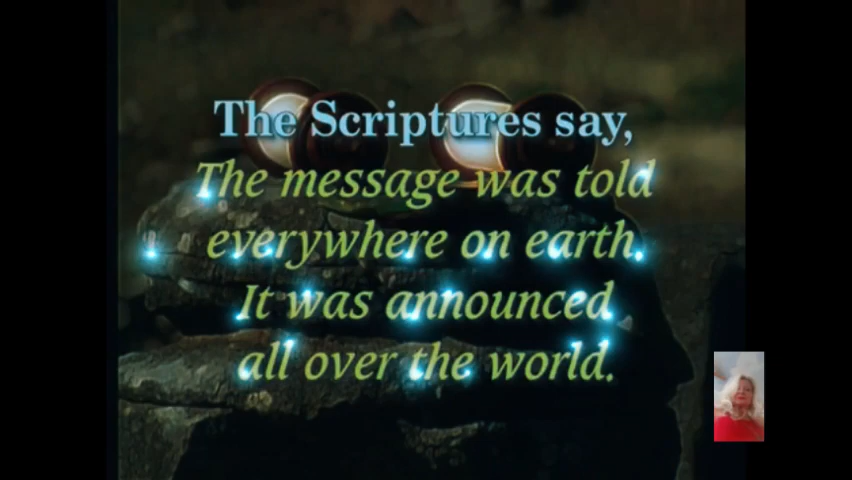 The Scriptures say,
The message was told
everywhere on earth.
It was announced
all over the world.